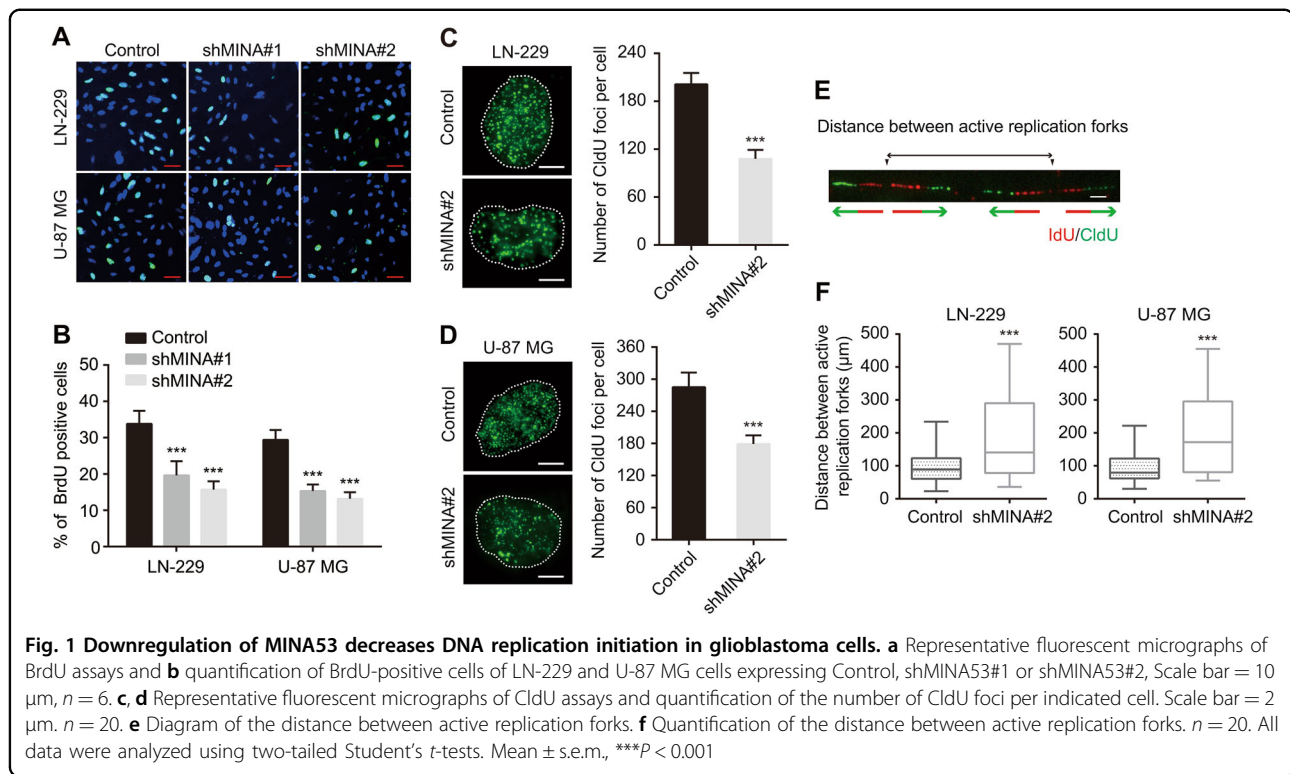 A
Control shMINA#1 shMINA#2
LN-229
U-87 MG
B
Control
shMINA#1
shMINA#2
% of BrdU positive cells
50
40
30
20
10
0
*** *** *** ***
LN-229 U-87 MG
C
LN-229
Control
shMINA#2
Number of CldU foci per cell
240
180
120
60
0
***
Control shMINA#2
D
U-87 MG
Control
shMINA#2
Number of CldU foci per cell
360
300
240
180
120
60
0
***
Control shMINA#2
E
Distance between active replication forks
IdU/CldU
F
LN-229 U-87 MG
Distance between active
replication forks (μm)
500
400
300
200
100
0
***
Control shMINA#2
500
400
300
200
100
0
***
Control shMINA#2
Fig. 1 Downregulation of MINA53 decreases DNA replication initiation in glioblastoma cells. a Representative fluorescent micrographs of
BrdU assays and b quantification of BrdU-positive cells of LN-229 and U-87 MG cells expressing Control, shMINA53#1 or shMINA53#2, Scale bar = 10
μm, n = 6. c, d Representative fluorescent micrographs of CldU assays and quantification of the number of CldU foci per indicated cell. Scale bar = 2
μm. n = 20. e Diagram of the distance between active replication forks. f Quantification of the distance between active replication forks. n = 20. All
data were analyzed using two-tailed Student's t-tests. Mean ± s.e.m., ***P < 0.001